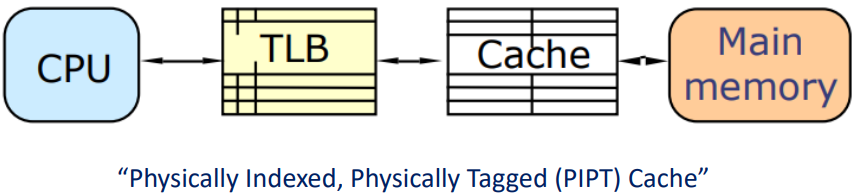 CPU
TLB
Cache
Main
memory
“Physically Indexed, Physically Tagged (PIPT) Cache”